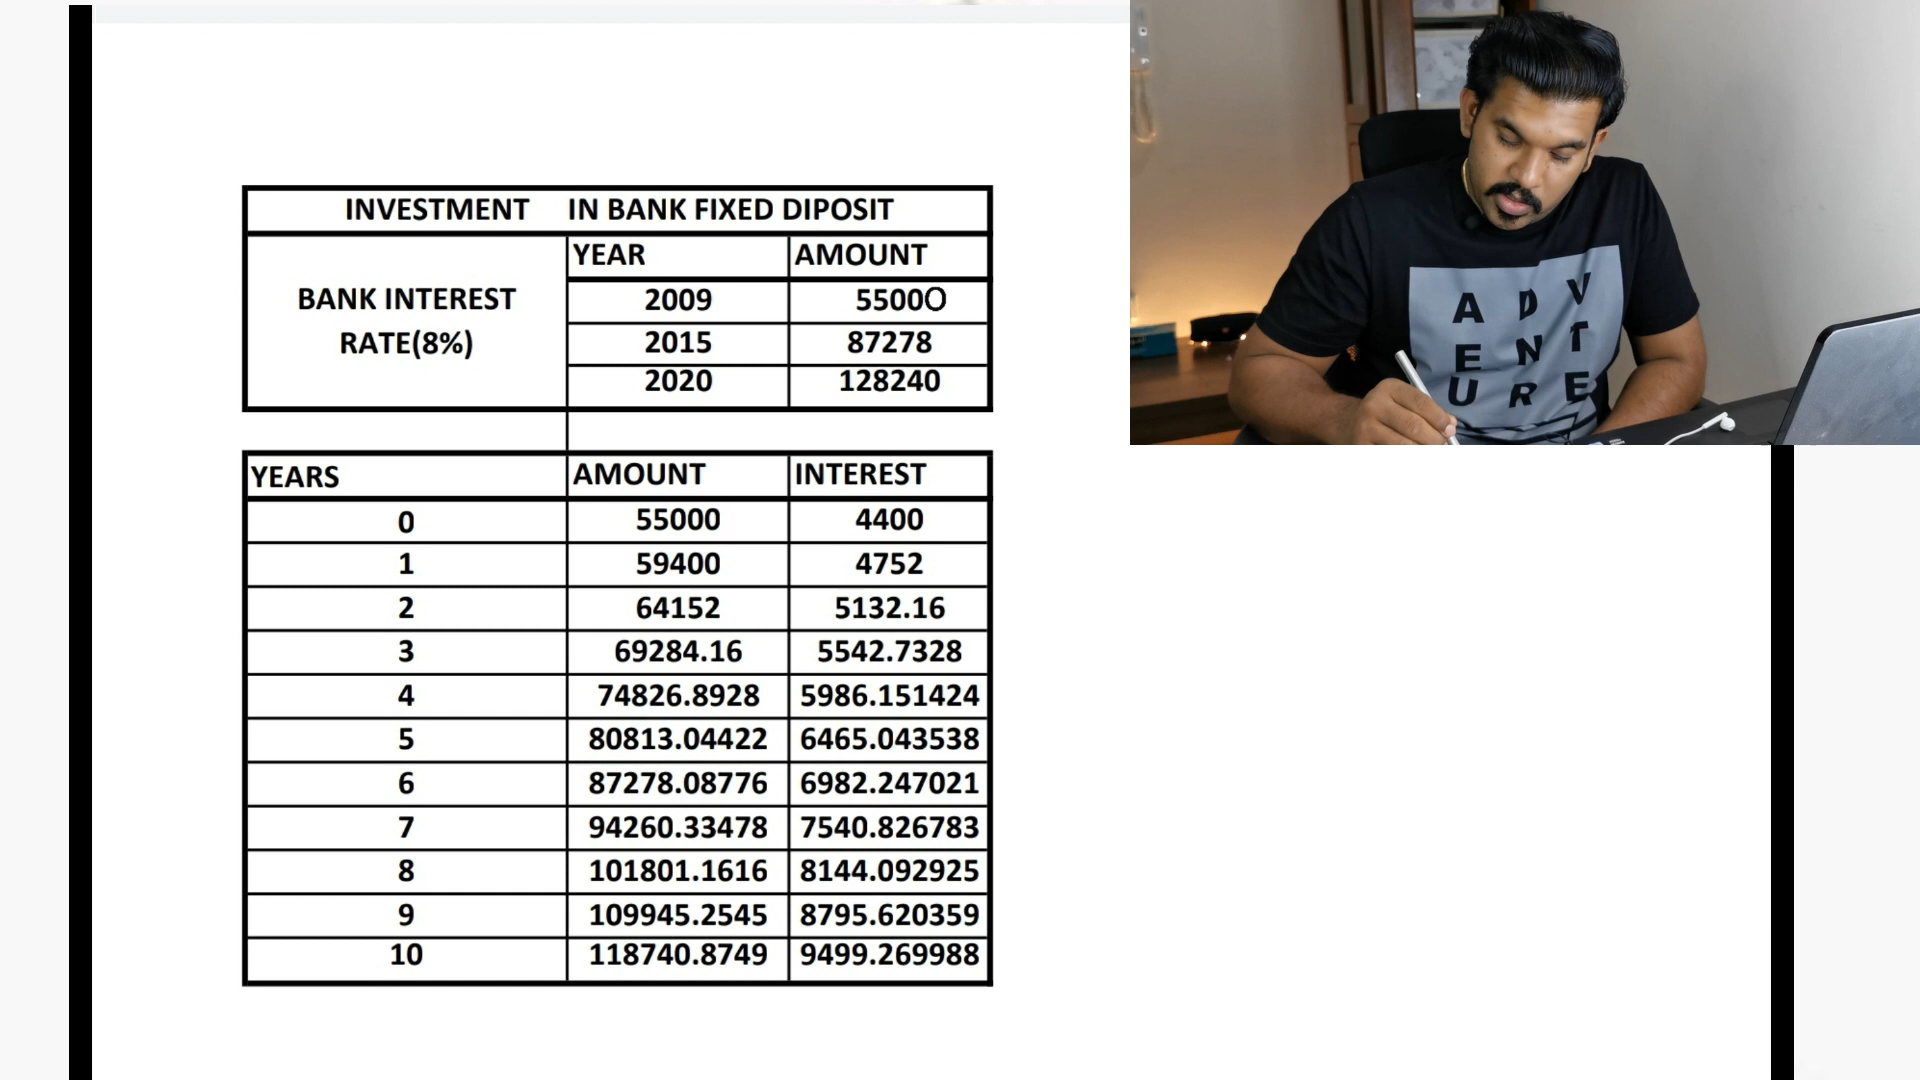 INVESTMENT IN BANK FIXED DIPOSIT
BANK INTEREST RATE(8%)
YEAR AMOUNT
2009 55000
2015 87278
2020 128240
YEARS AMOUNT INTEREST
0 55000 4400
1 59400 4752
2 64152 5132.16
3 69284.16 5542.7328
4 74826.8928 5986.151424
5 80813.04422 6465.043538
6 87278.08776 6982.247021
7 94260.33478 7540.826783
8 101801.1616 8144.092925
9 109945.2545 8795.620359
10 118740.8749 9499.269988
A D V
E N T
U R E